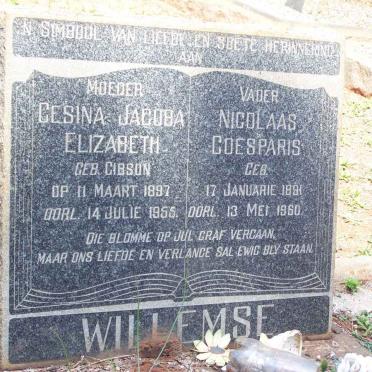 'N SIMBOOL VAN LIEFDE EN SOETE HERINNERING
AAN
MOEDER
GESINA JACOBA
ELIZABETH
GEB. GIBSON
OP 11 MAART 1897
OORL. 14 JULIE 1955.
VADER
NICOLAAS
GOESPARIS
GEB.
17 JANUARIE 1891
OORL. 13 MEI 1960.
DIE BLOMME OP JUL GRAF VERGAAN,
MAAR ONS LIEFDE EN VERLANGE SAL EWIG BLY STAAN.
WILLEMSE